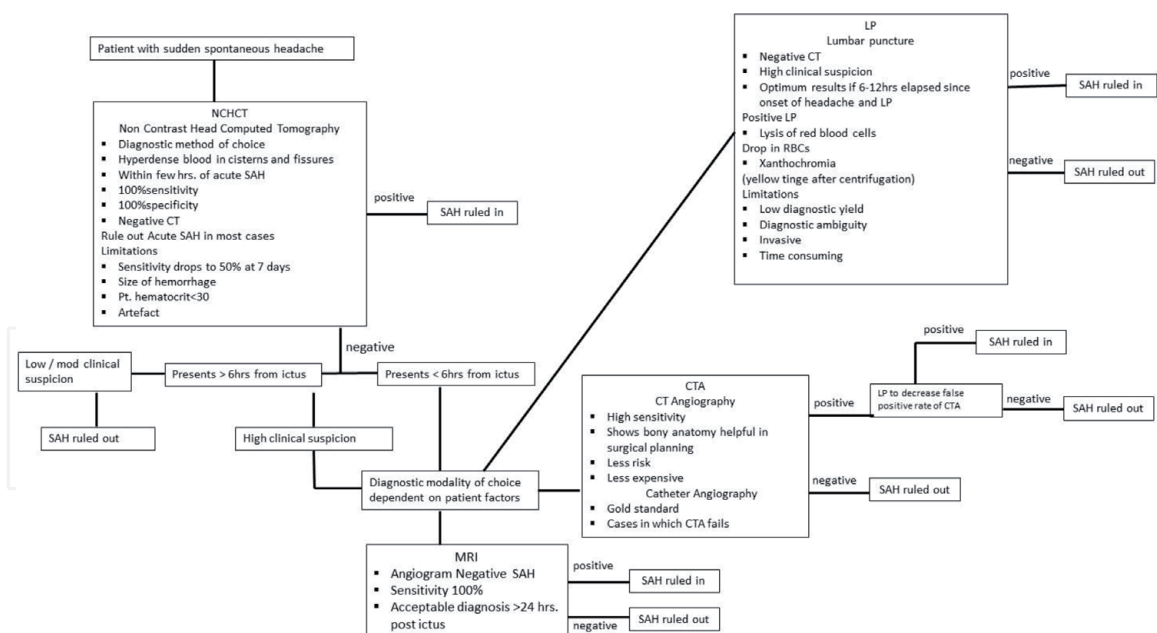 Patient with sudden spontaneous headache
NCHCT
Non Contrast Head Computed Tomography
▪ Diagnostic method of choice
▪ Hyperdense blood in cisterns and fissures
▪ Within few hrs. of acute SAH
▪ 100%sensitivity
▪ 100%specificity
▪ Negative CT
Rule out Acute SAH in most cases
Limitations
▪ Sensitivity drops to 50% at 7 days
▪ Size of hemorrhage
▪ Pt. hematocrit<30
▪ Artefact
positive
SAH ruled in
negative
Low / mod clinical
suspicion
Presents >6hrs from ictus
Presents <6hrs from ictus
SAH ruled out
High clinical suspicion
Diagnostic modality of choice
dependent on patient factors
LP
Lumbar puncture
▪ Negative CT
▪ High clinical suspicion
▪ Optimum results if 6-12hrs elapsed since
onset of headache and LP
Positive LP
▪ Lysis of red blood cells
Drop in RBCs
▪ Xanthochromia
(yellow tinge after centrifugation)
Limitations
▪ Low diagnostic yield
▪ Diagnostic ambiguity
▪ Invasive
▪ Time consuming
positive
SAH ruled in
negative
SAH ruled out
CTA
CT Angiography
▪ High sensitivity
▪ Shows bony anatomy helpful in
surgical planning
▪ Less risk
▪ Less expensive
Catheter Angiography
▪ Gold standard
▪ Cases in which CTA fails
positive
LP to decrease false
positive rate of CTA
positive
SAH ruled in
negative
SAH ruled out
negative
SAH ruled out
MRI
▪ Angiogram Negative SAH
▪ Sensitivity 100%
▪ Acceptable diagnosis >24 hrs.
post ictus
positive
SAH ruled in
negative
SAH ruled out